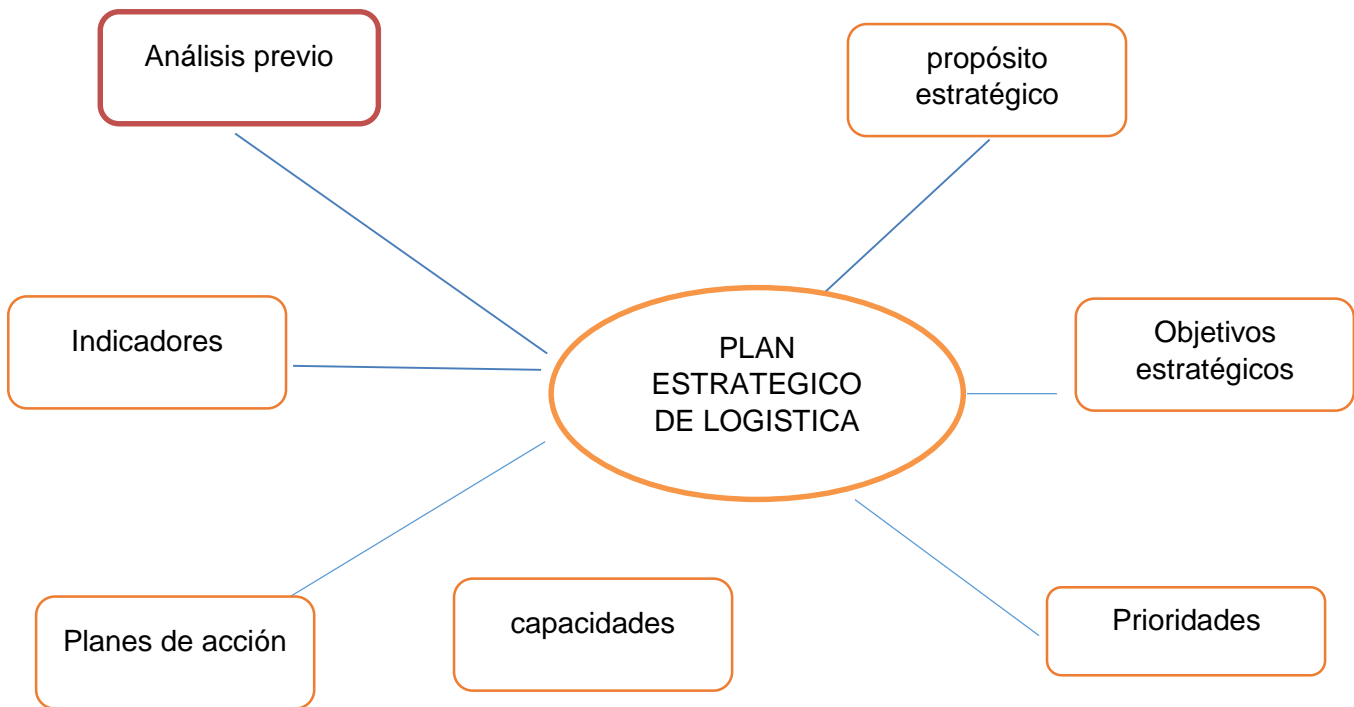 Análisis previo
propósito
estratégico
Indicadores
PLAN
ESTRATEGICO
DE LOGISTICA
Objetivos
estratégicos
Planes de acción
capacidades
Prioridades